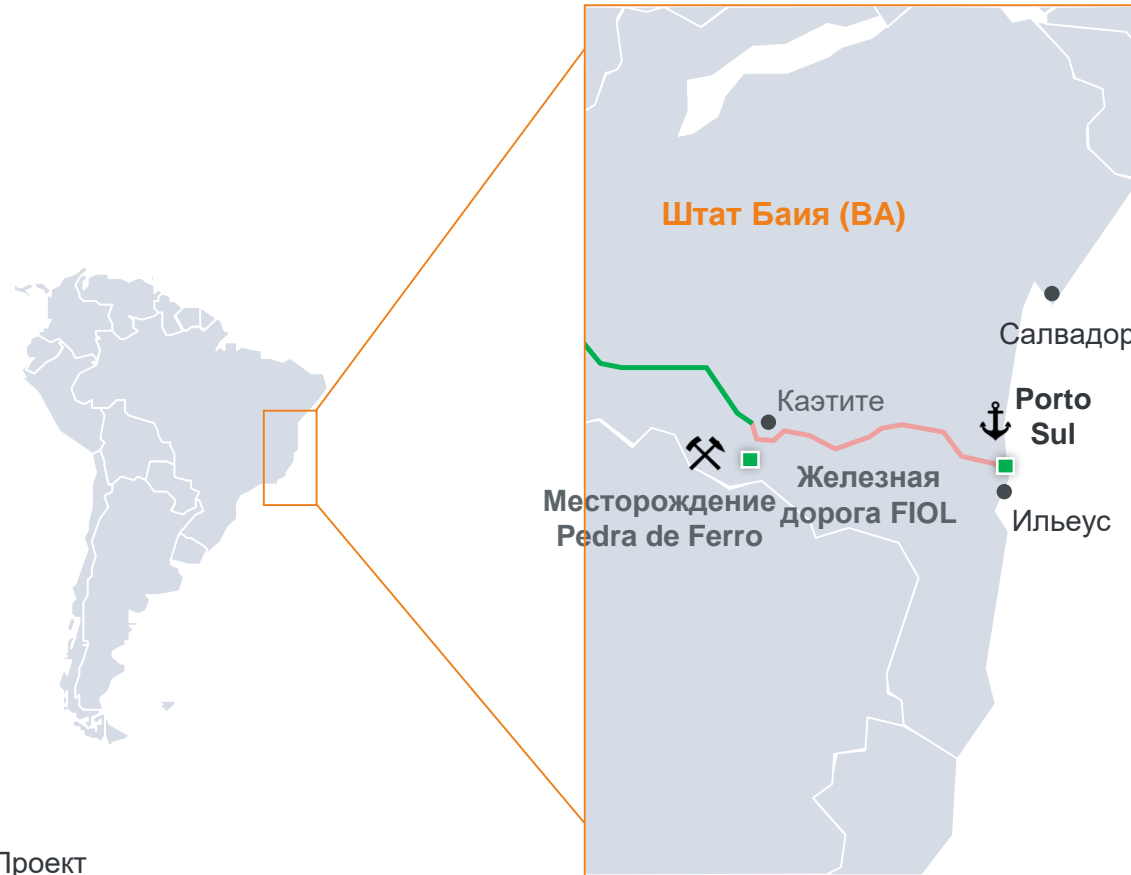 Штат Баия (BA)
Салвадор
Каэтите
Porto
Sul
Железная
дорога FIOL
Месторождение
Pedra de Ferro
Ильеус
Проект